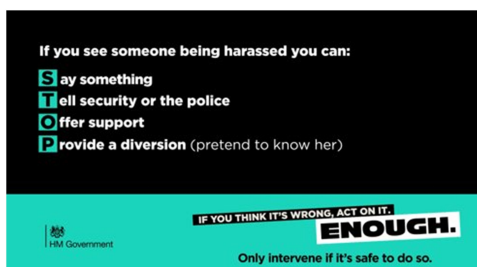 If you see someone being harassed you can:
Say something
Tell security or the police
Offer support
Provide a diversion (pretend to know her)
IF YOU THINK IT'S WRONG, ACT ON IT.
ENOUGH.
HM Government
Only intervene if it's safe to do so.